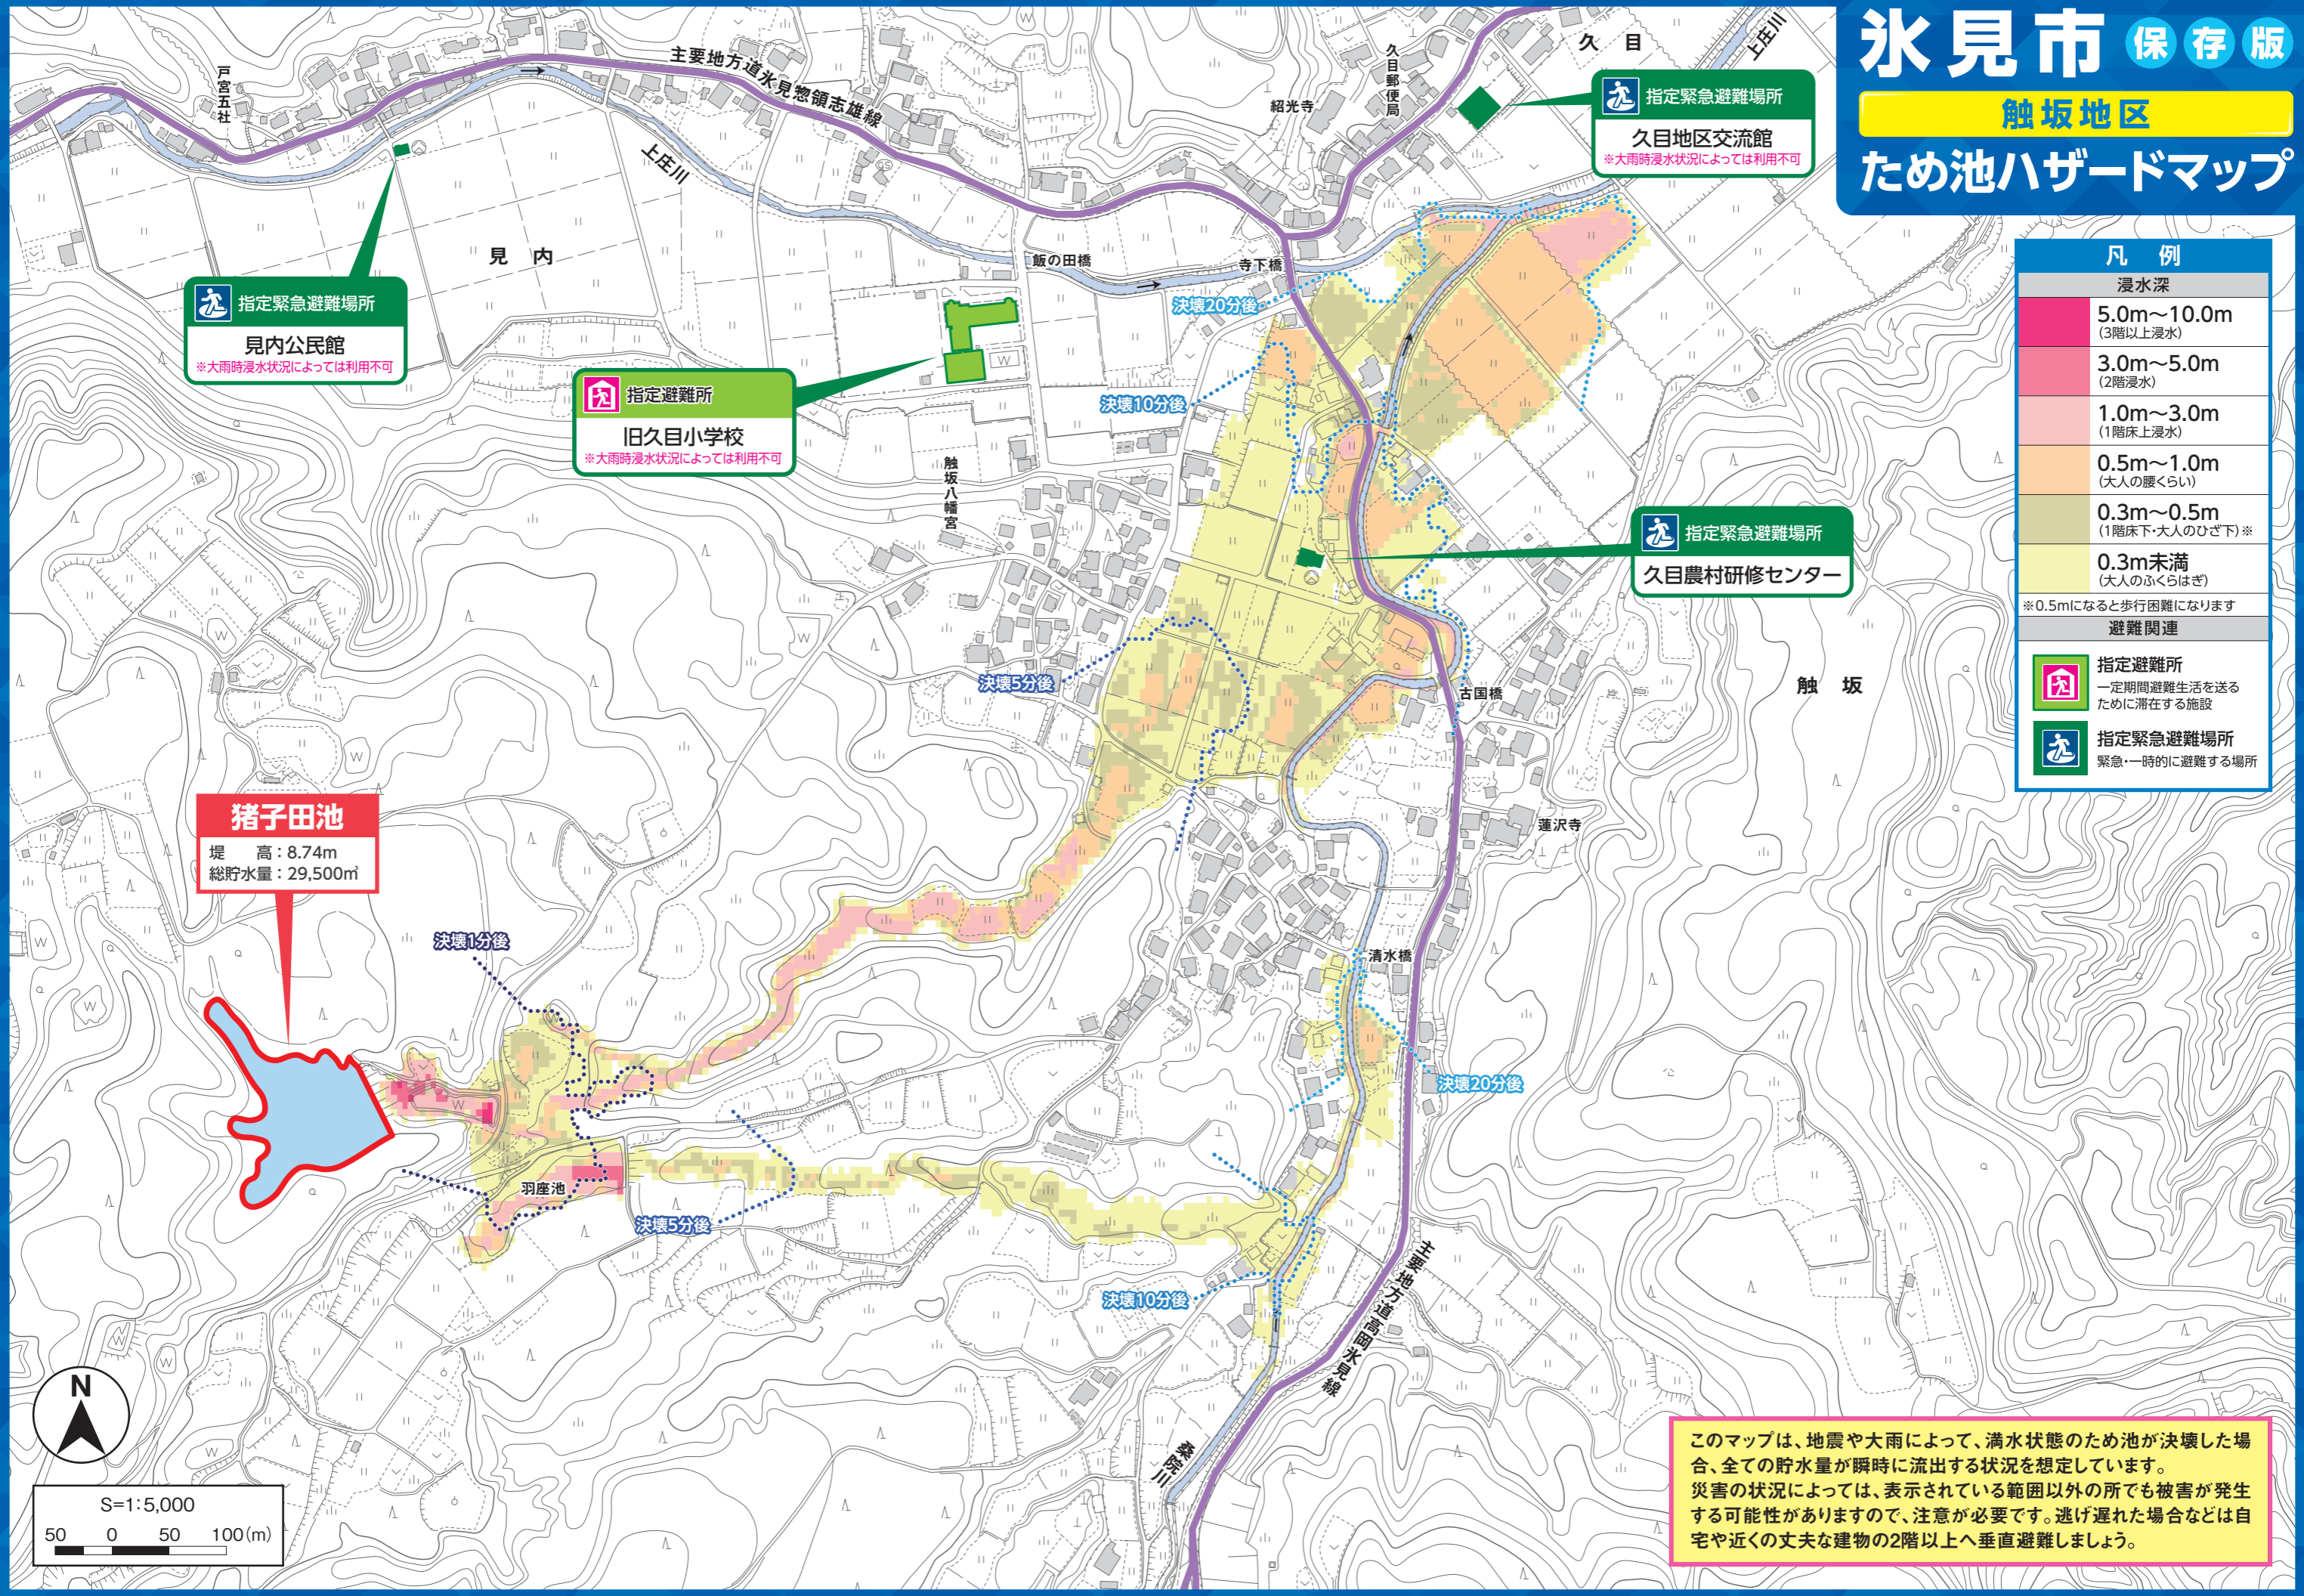 氷見市 保存版
触坂地区
ため池ハザードマップ
凡 例
浸水深
5.0m～10.0m
(3階以上浸水)
3.0m～5.0m
(2階浸水)
1.0m～3.0m
(1階床上浸水)
0.5m～1.0m
(大人の腰くらい)
0.3m～0.5m
(1階床下・大人のひざ下)※
0.3m未満
(大人のふくらはぎ)
※0.5mになると歩行困難になります
避難関連
指定避難所
一定期間避難生活を送る
ために滞在する施設
指定緊急避難場所
緊急・一時的に避難する場所
戸宮五社
主要地方道氷見惣領志雄線
上庄川
久目郵便局
紹光寺
久 目
上庄川
指定緊急避難場所
久目地区交流館
※大雨時浸水状況によっては利用不可
見 内
飯の田橋
寺下橋
指定緊急避難場所
見内公民館
※大雨時浸水状況によっては利用不可
決壊20分後
指定避難所
旧久目小学校
※大雨時浸水状況によっては利用不可
決壊10分後
GS
触坂八幡宮
指定緊急避難場所
久目農村研修センター
決壊5分後
古国橋
触 坂
猪子田池
堤 高：8.74m
総貯水量：29,500㎥
蓮沢寺
決壊1分後
清水橋
決壊20分後
羽座池
決壊5分後
決壊10分後
主要地方道高岡氷見線
桑院川
N
S=1:5,000
50 0 50 100(m)
このマップは、地震や大雨によって、満水状態のため池が決壊した場
合、全ての貯水量が瞬時に流出する状況を想定しています。
災害の状況によっては、表示されている範囲以外の所でも被害が発生
する可能性がありますので、注意が必要です。逃げ遅れた場合などは自
宅や近くの丈夫な建物の2階以上へ垂直避難しましょう。